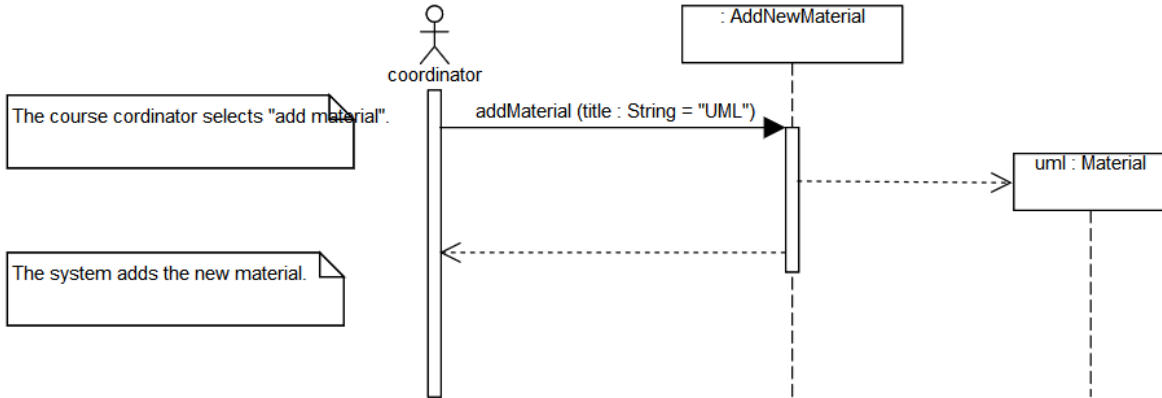 : AddNewMaterial
coordinator
The course cordinator selects "add material".
addMaterial (title : String = "UML")
uml : Material
The system adds the new material.